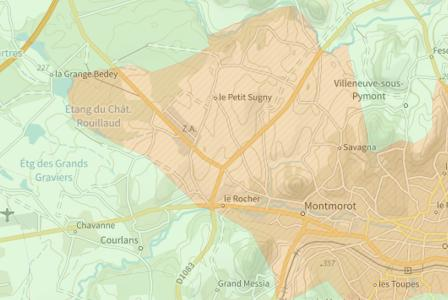 227
la Grange Bedey
le Petit Sugny
Villeneuve-sous-
Pymont
Etang du Chât.
Rouillaud
Z.A.
Savagna
Étg des Grands
Graviers
le Rocher
Montmorot
Chavanne
Courlans
D1083
357
Grand Messia
les Toupes